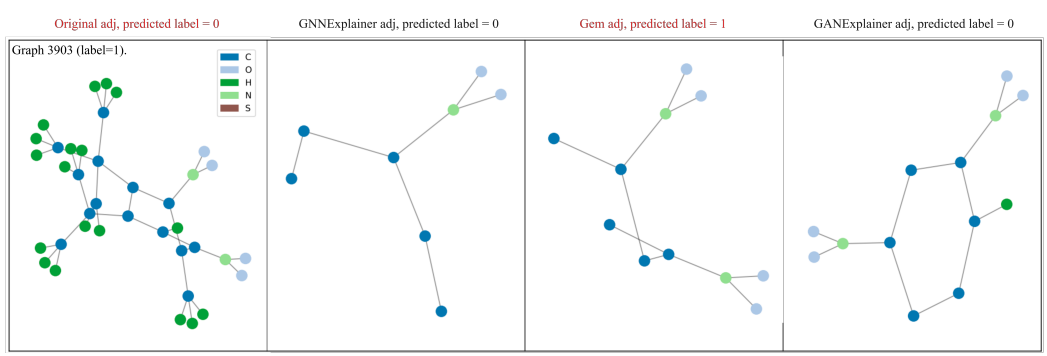 Original adj, predicted label = 0
GNNExplainer adj, predicted label = 0
Gem adj, predicted label = 1
GANExplainer adj, predicted label = 0
Graph 3903 (label=1).
C
O
H
N
S